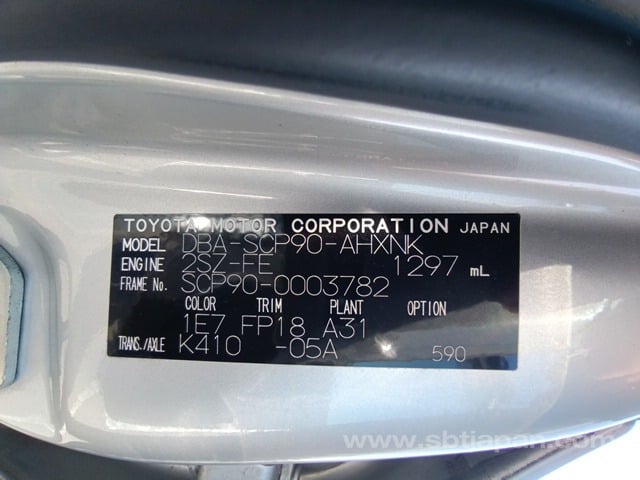 TOYOTA MOTOR CORPORATION JAPAN
MODEL DBA-SCP90-AHXNK
ENGINE 2SZ-FE 1297 mL
FRAME No. SCP90-0003782
COLOR TRIM PLANT OPTION
1E7 FP18 A31
TRANS./AXLE K410 -05A 590
www.sbtjapan.com